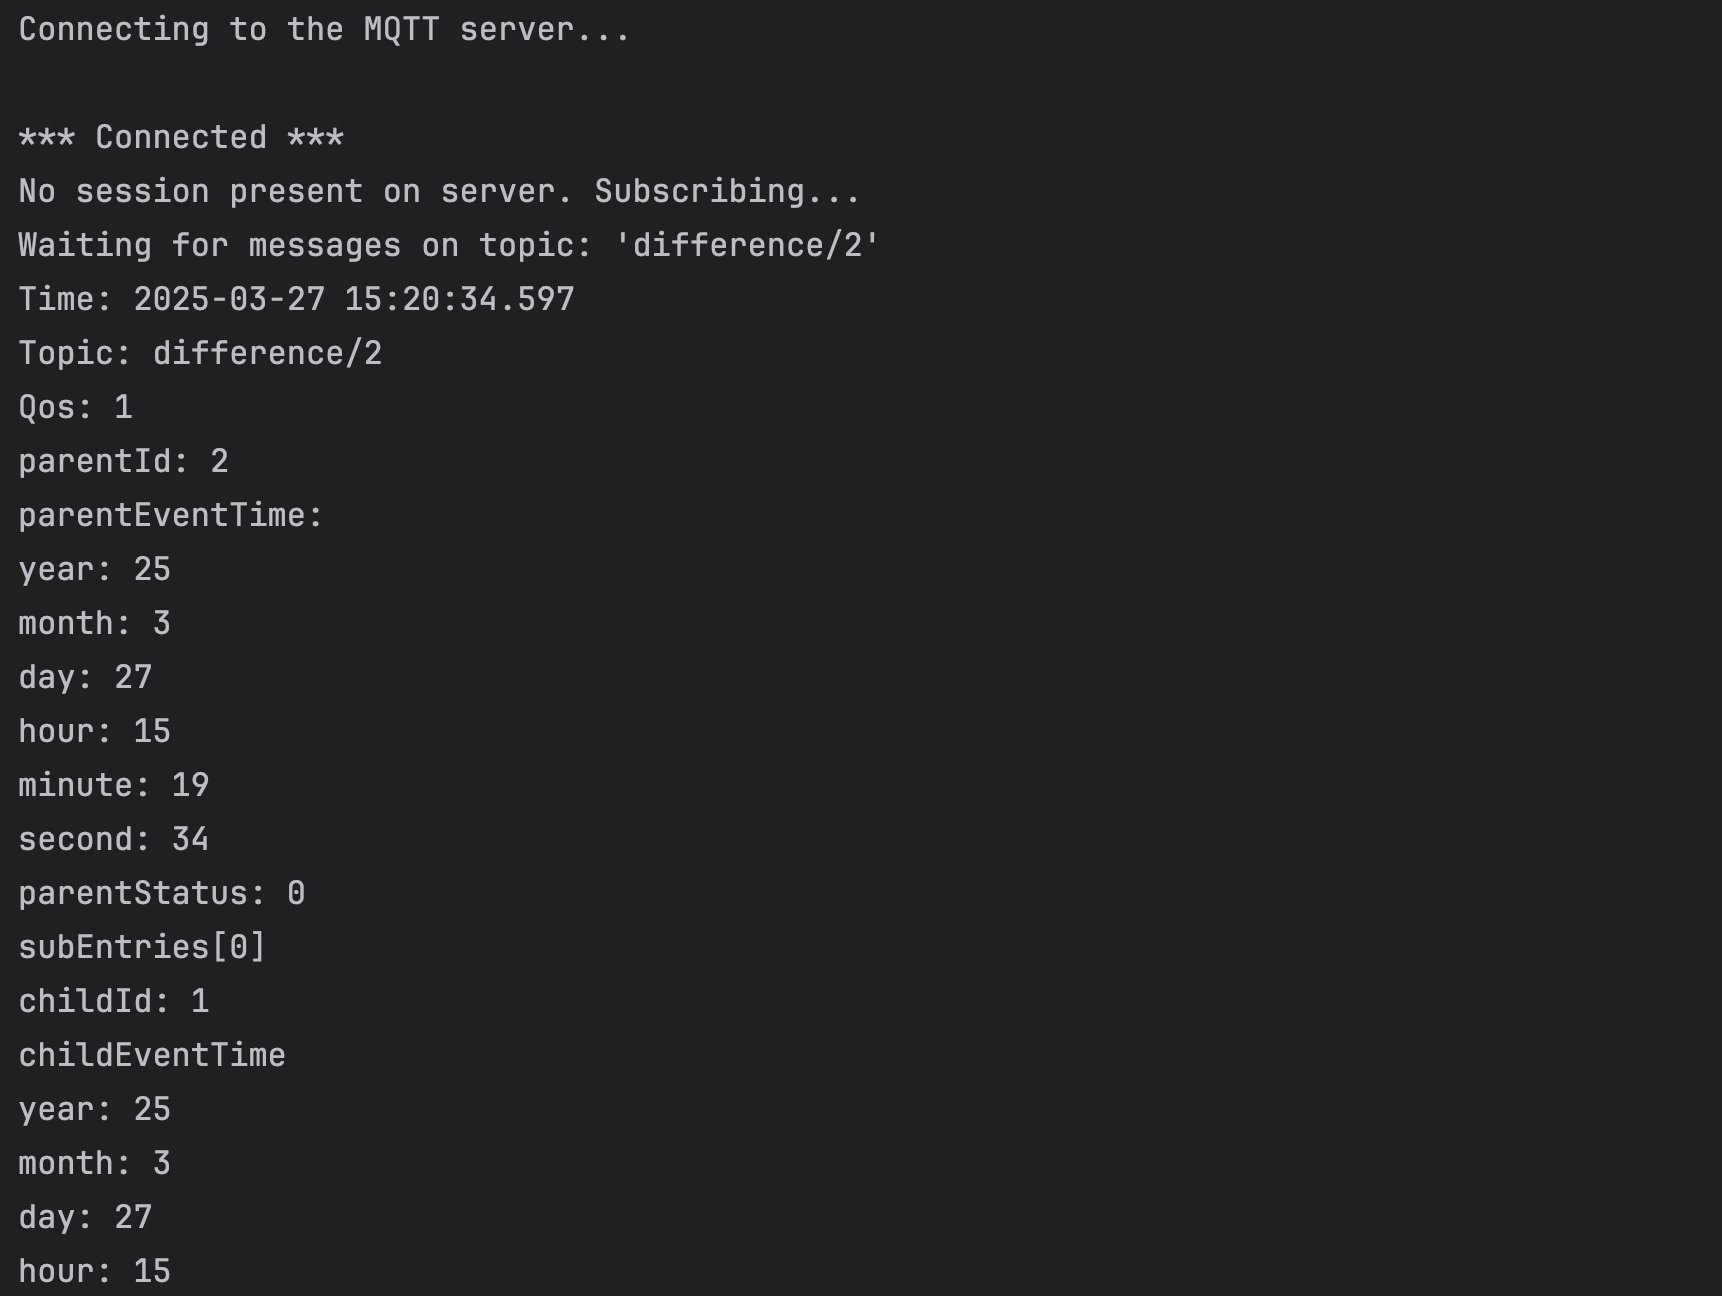 Connecting to the MQTT server...
*** Connected ***
No session present on server. Subscribing...
Waiting for messages on topic: 'difference/2'
Time: 2025-03-27 15:20:34.597
Topic: difference/2
Qos: 1
parentId: 2
parentEventTime:
year: 25
month: 3
day: 27
hour: 15
minute: 19
second: 34
parentStatus: 0
subEntries[0]
childId: 1
childEventTime
year: 25
month: 3
day: 27
hour: 15